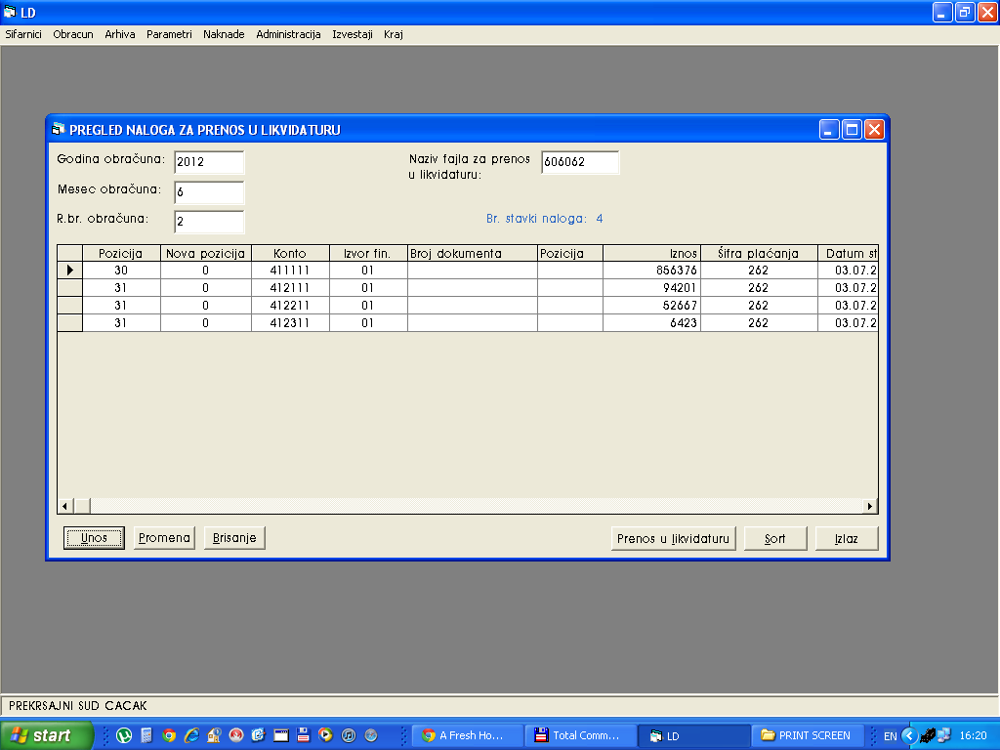 LD
Sifarnici Obracun Arhiva Parametri Naknade Administracija Izvestaji Kraj
PREGLED NALOGA ZA PRENOS U LIKVIDATURU
Godina obračuna: 2012
Naziv fajla za prenos u likvidaturu: 606062
Mesec obračuna: 6
R.br. obračuna: 2
Br. stavki naloga: 4
Pozicija Nova pozicija Konto Izvor fin. Broj dokumenta Pozicija Iznos Šifra plaćanja Datum st
30 0 411111 01 856376 262 03.07.2
31 0 412111 01 94201 262 03.07.2
31 0 412211 01 52667 262 03.07.2
31 0 412311 01 6423 262 03.07.2
Unos Promena Brisanje Prenos u likvidaturu Sort Izlaz
PREKRSAJNI SUD CACAK
start A Fresh Ho... Total Comm... LD PRINT SCREEN EN 16:20